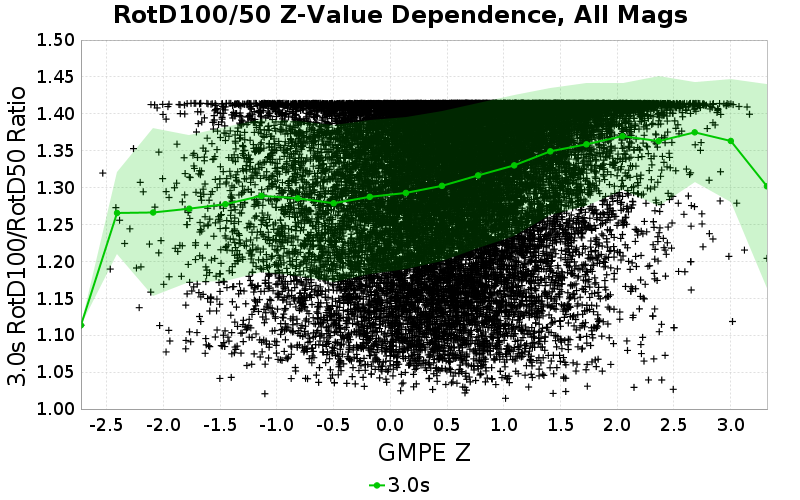 RotD100/50 Z-Value Dependence, All Mags
3.0s RotD100/RotD50 Ratio
1.50
1.45
1.40
1.35
1.30
1.25
1.20
1.15
1.10
1.05
1.00
-2.5 -2.0 -1.5 -1.0 -0.5 0.0 0.5 1.0 1.5 2.0 2.5 3.0
GMPE Z
3.0s